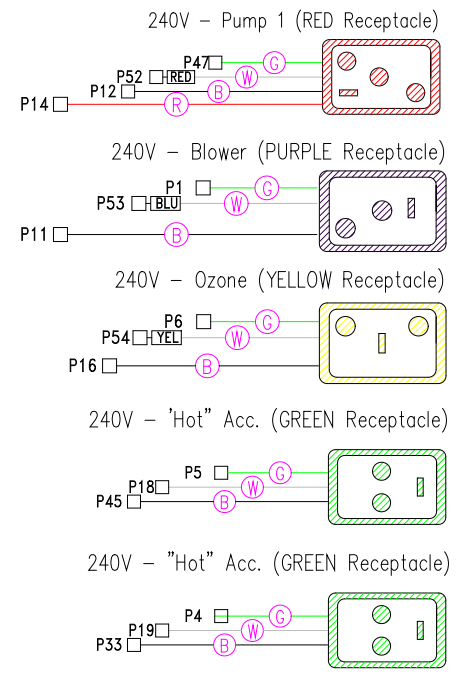 240V - Pump 1 (RED Receptacle)
P47 G
P52 RED W
P12 B
P14 R
240V - Blower (PURPLE Receptacle)
P1 G
P53 BLU W
P11 B
240V - Ozone (YELLOW Receptacle)
P6 G
P54 YEL W
P16 B
240V - 'Hot" Acc. (GREEN Receptacle)
P5 G
P18 W
P45 B
240V - "Hot" Acc. (GREEN Receptacle)
P4 G
P19 W
P33 B